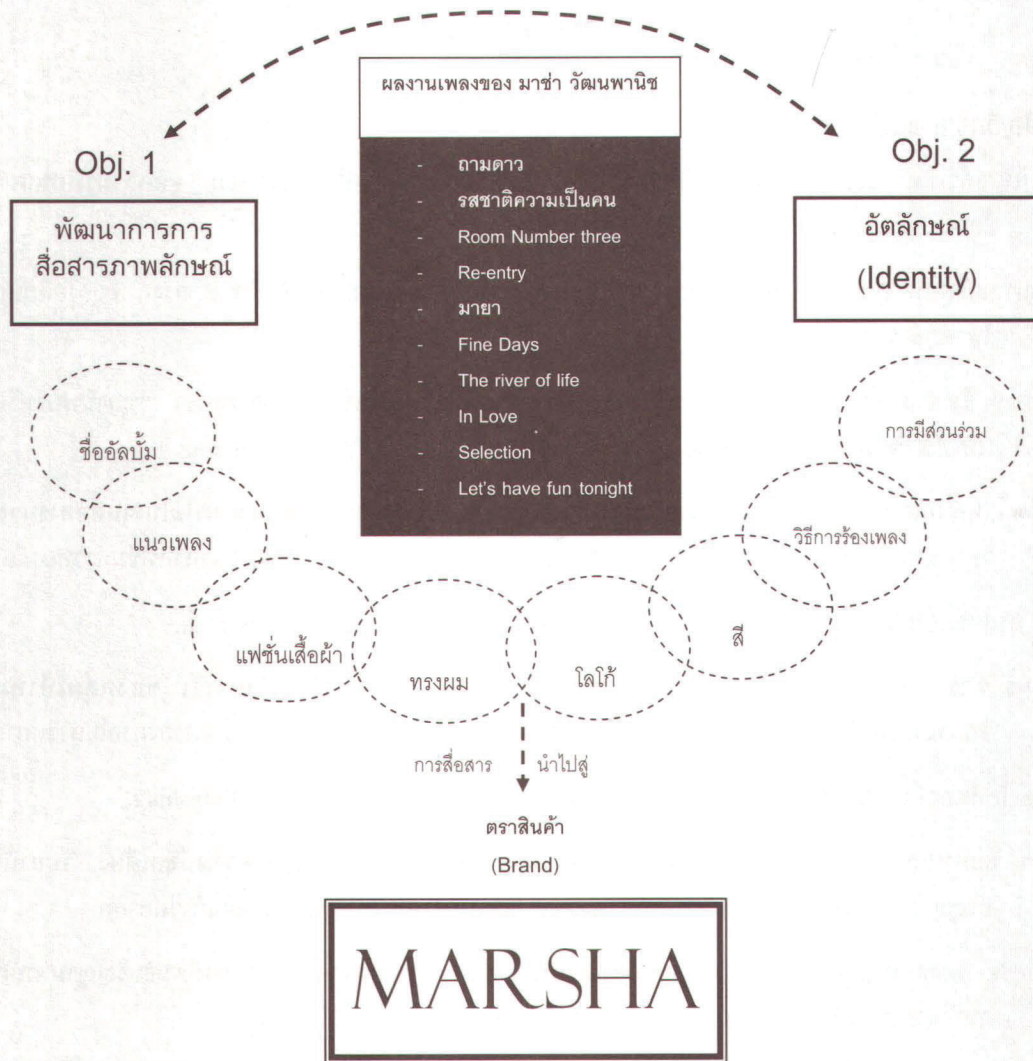 ผลงานเพลงของ มาช่า วัฒนพานิช
Obj. 1
พัฒนาการการ
สื่อสารภาพลักษณ์
- ถามดาว
- รสชาติความเป็นคน
- Room Number three
- Re-entry
- มายา
- Fine Days
- The river of life
- In Love
- Selection
- Let's have fun tonight
Obj. 2
อัตลักษณ์
(Identity)
ชื่ออัลบั้ม
แนวเพลง
แฟชั่นเสื้อผ้า
ทรงผม
โลโก้
สี
วิธีการร้องเพลง
การมีส่วนร่วม
การสื่อสาร นำไปสู่
ตราสินค้า
(Brand)
MARSHA